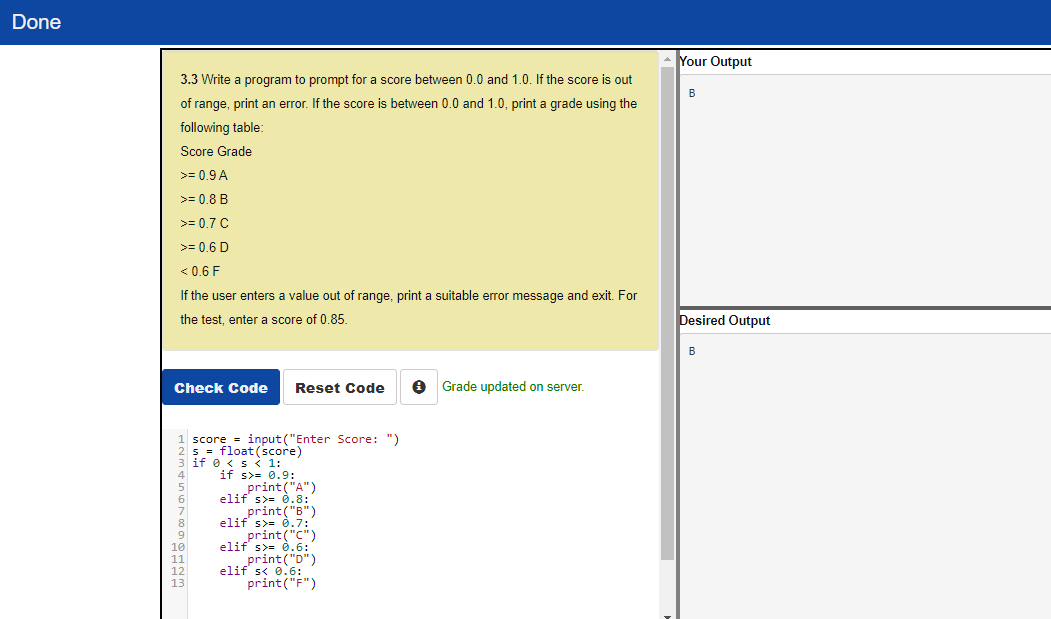 Done
3.3 Write a program to prompt for a score between 0.0 and 1.0. If the score is out
of range, print an error. If the score is between 0.0 and 1.0, print a grade using the
following table:
Score Grade
>= 0.9 A
>= 0.8 B
>= 0.7 C
>= 0.6 D
< 0.6 F
If the user enters a value out of range, print a suitable error message and exit. For
the test, enter a score of 0.85.
Check Code Reset Code Grade updated on server.
1 score = input("Enter Score: ")
2 s = float(score)
3 if 0 < s < 1:
4     if s>= 0.9:
5         print("A")
6     elif s>= 0.8:
7         print("B")
8     elif s>= 0.7:
9         print("C")
10     elif s>= 0.6:
11         print("D")
12     elif s< 0.6:
13         print("F")
Your Output
B
Desired Output
B